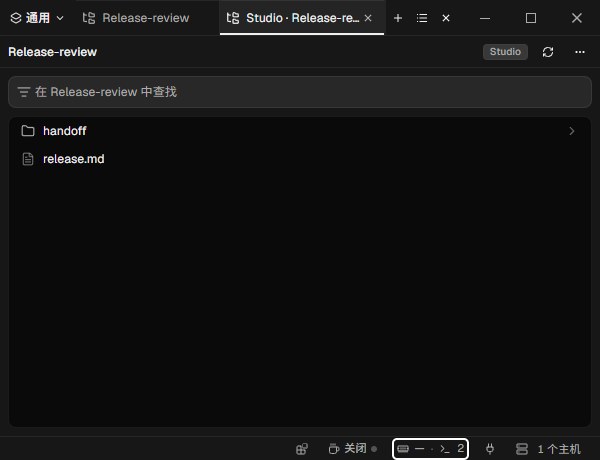 通用 Release-review Studio · Release-re...
Release-review Studio
在 Release-review 中查找
handoff
release.md
关闭 — · 2 1 个主机